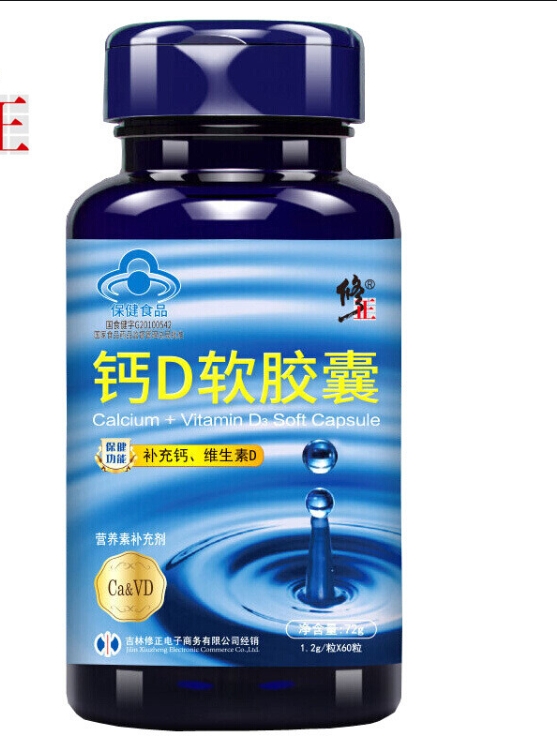 正
保健食品
国食健字G20100542
修正®
钙D软胶囊
Calcium + Vitamin D3 Soft Capsule
保健
功能
补充钙、维生素D
营养素补充剂
Ca&VD
净含量:72g
1.2g/粒X60粒
吉林修正电子商务有限公司经销
Jilin Xiuzheng Electronic Commerce Co.,Ltd.